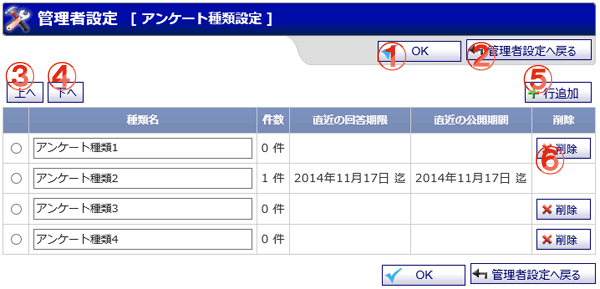 管理者設定 [ アンケート種類設定 ]
① OK ② 管理者設定へ戻る
③ 上へ ④ 下へ ⑤ 行追加
種類名 件数 直近の回答期限 直近の公開期間 削除
アンケート種類1 0 件 削除 ⑥
アンケート種類2 1 件 2014年11月17日 迄 2014年11月17日 迄
アンケート種類3 0 件 削除
アンケート種類4 0 件 削除
OK 管理者設定へ戻る